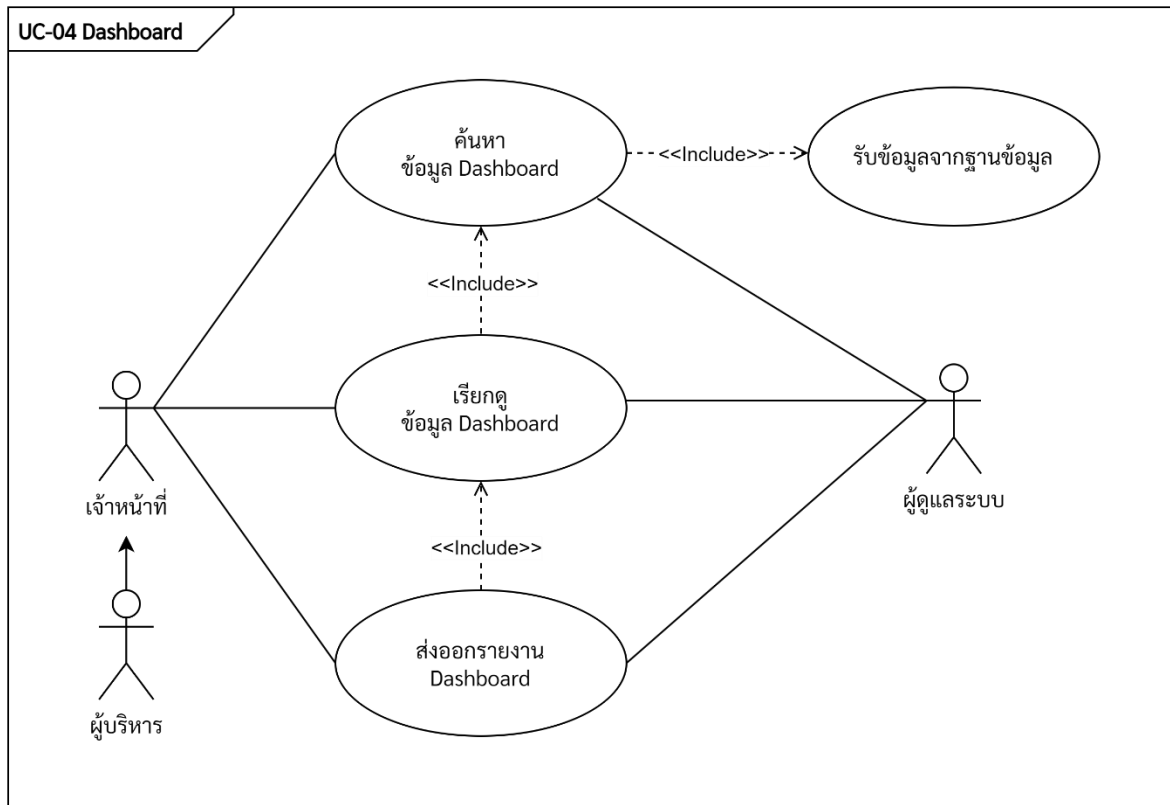 UC-04 Dashboard
ค้นหา
ข้อมูล Dashboard
<<Include>>
รับข้อมูลจากฐานข้อมูล
<<Include>>
เรียกดู
ข้อมูล Dashboard
เจ้าหน้าที่
ผู้ดูแลระบบ
<<Include>>
ส่งออกรายงาน
Dashboard
ผู้บริหาร